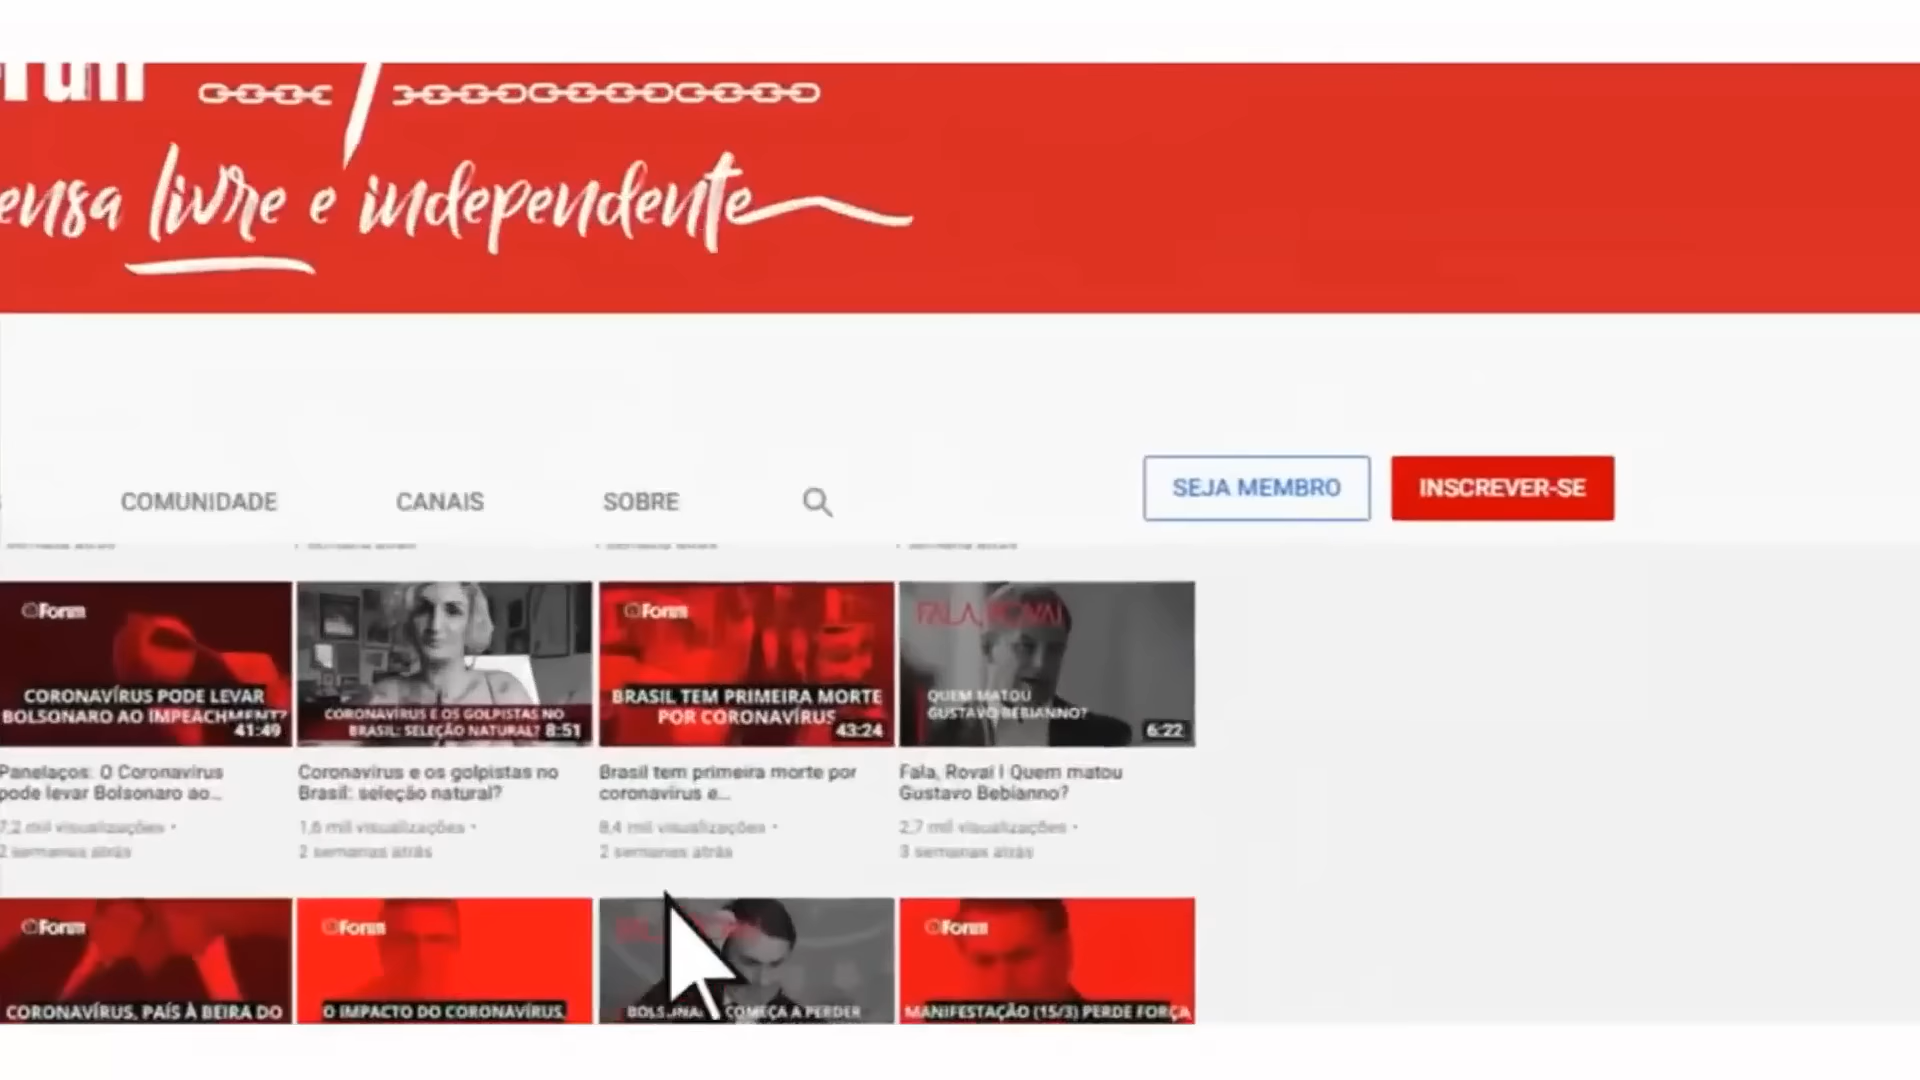 ensa livre e independente
COMUNIDADE
CANAIS
SOBRE
SEJA MEMBRO
INSCREVER-SE
Forum
CORONAVÍRUS PODE LEVAR
BOLSONARO AO IMPEACHMENT?
41:49
CORONAVÍRUS E OS GOLPISTAS NO
BRASIL: SELEÇÃO NATURAL?
8:51
Forum
BRASIL TEM PRIMEIRA MORTE
POR CORONAVÍRUS
43:24
FALA, ROVAI
QUEM MATOU
GUSTAVO BEBIANNO?
6:22
Panelaços: O Coronavírus
pode levar Bolsonaro ao...
Coronavírus e os golpistas no
Brasil: seleção natural?
Brasil tem primeira morte por
coronavírus e...
Fala, Rovai | Quem matou
Gustavo Bebianno?
7,2 mil visualizações •
1,6 mil visualizações •
8,4 mil visualizações •
2,7 mil visualizações •
2 semanas atrás
2 semanas atrás
2 semanas atrás
3 semanas atrás
Forum
CORONAVÍRUS, PAÍS À BEIRA DO
Forum
O IMPACTO DO CORONAVÍRUS,
COMEÇA A PERDER
Forum
MANIFESTAÇÃO (15/3) PERDE FORÇA